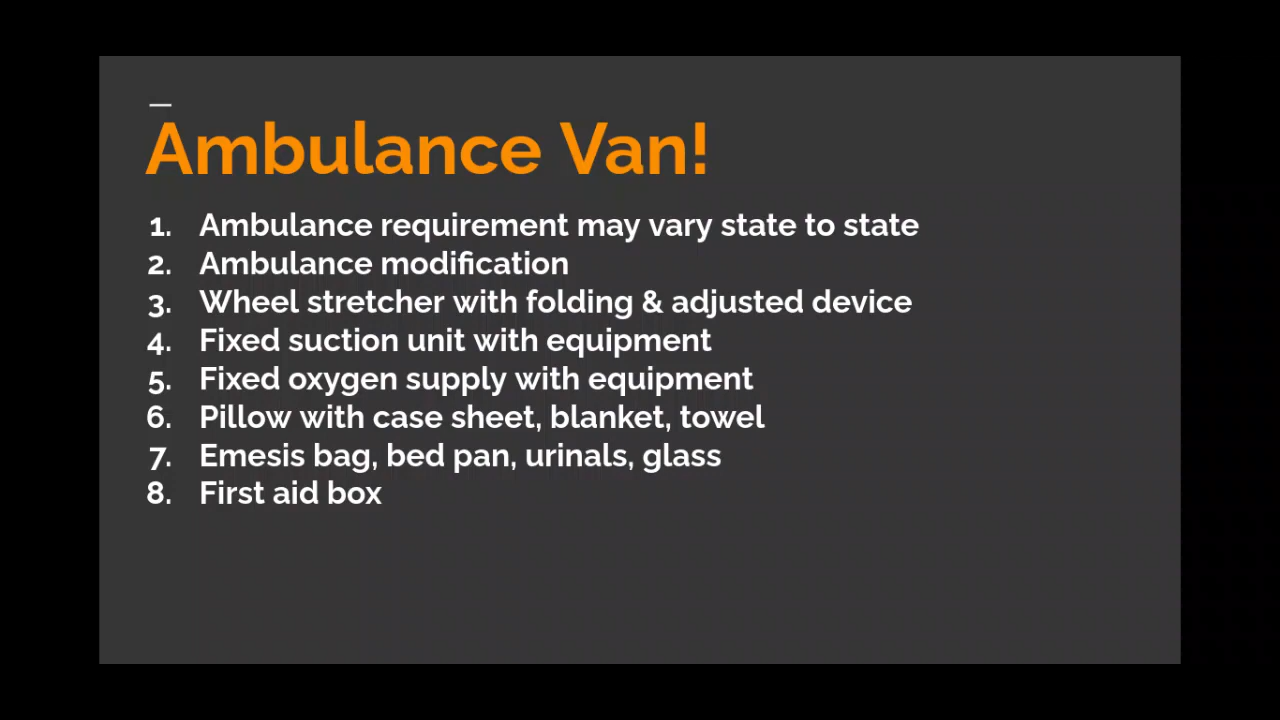 Ambulance Van!
1. Ambulance requirement may vary state to state
2. Ambulance modification
3. Wheel stretcher with folding & adjusted device
4. Fixed suction unit with equipment
5. Fixed oxygen supply with equipment
6. Pillow with case sheet, blanket, towel
7. Emesis bag, bed pan, urinals, glass
8. First aid box